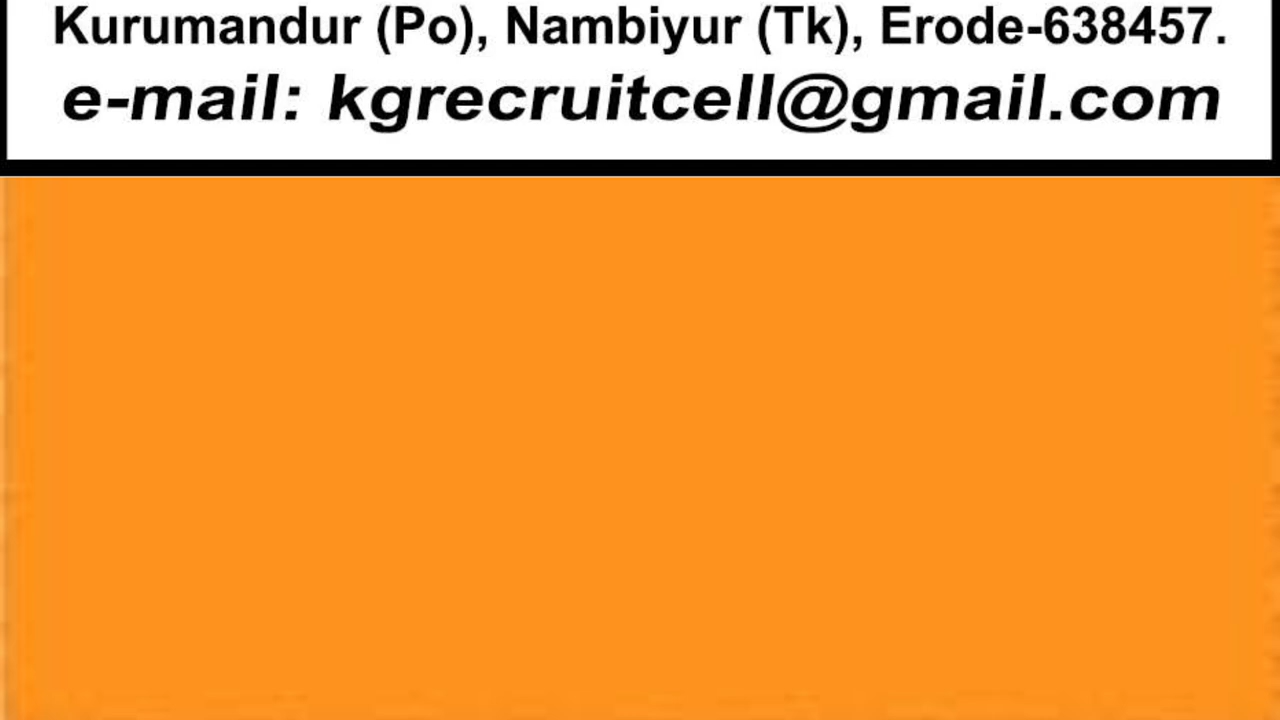 Kurumandur (Po), Nambiyur (Tk), Erode-638457.
e-mail: kgrecruitcell@gmail.com